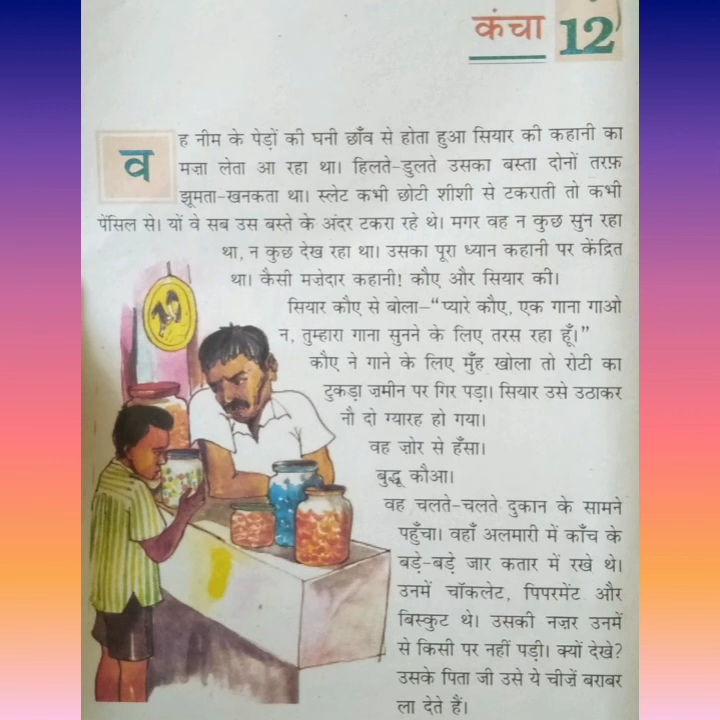 कंचा 12
वह नीम के पेड़ों की घनी छाँव से होता हुआ सियार की कहानी का
मज़ा लेता आ रहा था। हिलते-डुलते उसका बस्ता दोनों तरफ़
झूमता-खनकता था। स्लेट कभी छोटी शीशी से टकराती तो कभी
पेंसिल से। यों वे सब उस बस्ते के अंदर टकरा रहे थे। मगर वह न कुछ सुन रहा
था, न कुछ देख रहा था। उसका पूरा ध्यान कहानी पर केंद्रित
था। कैसी मज़ेदार कहानी! कौए और सियार की।
सियार कौए से बोला–“प्यारे कौए, एक गाना गाओ
न, तुम्हारा गाना सुनने के लिए तरस रहा हूँ।”
कौए ने गाने के लिए मुँह खोला तो रोटी का
टुकड़ा ज़मीन पर गिर पड़ा। सियार उसे उठाकर
नौ दो ग्यारह हो गया।
वह ज़ोर से हँसा।
बुद्धू कौआ।
वह चलते-चलते दुकान के सामने
पहुँचा। वहाँ अलमारी में काँच के
बड़े-बड़े जार कतार में रखे थे।
उनमें चॉकलेट, पिपरमेंट और
बिस्कुट थे। उसकी नज़र उनमें
से किसी पर नहीं पड़ी। क्यों देखे?
उसके पिता जी उसे ये चीज़ें बराबर
ला देते हैं।